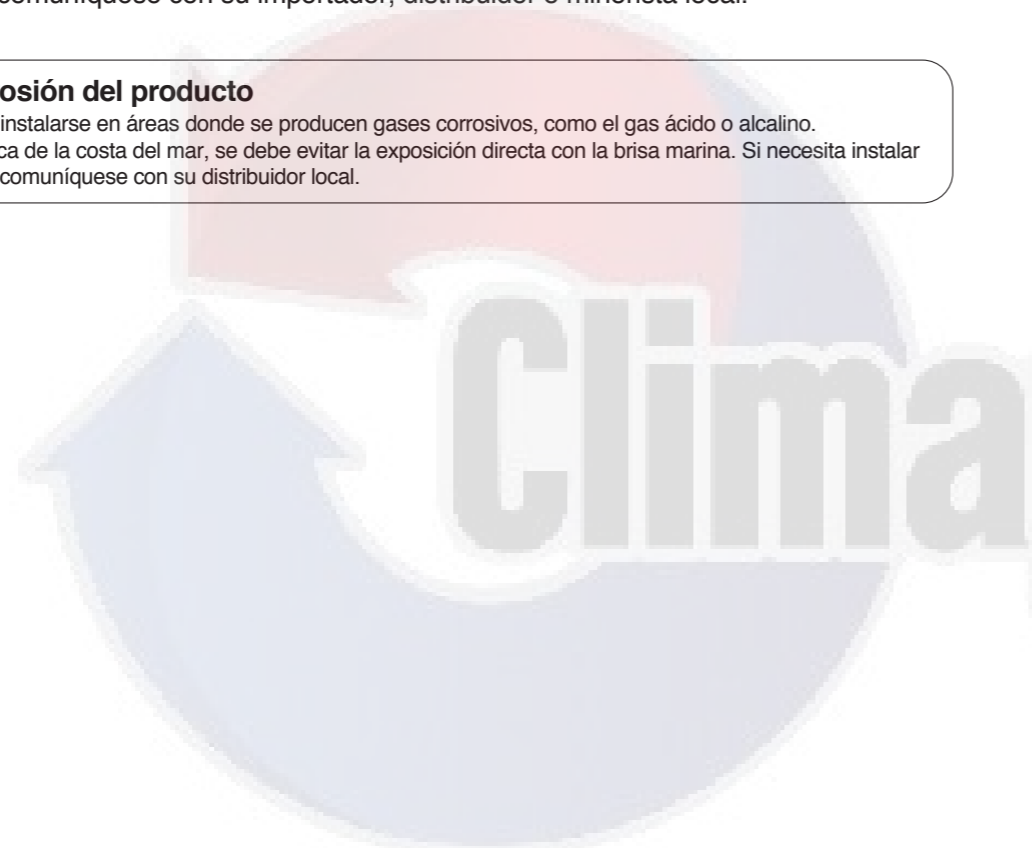 comuníquese con su importador, distribuidor o minorista local.
osión del producto
instalarse en áreas donde se producen gases corrosivos, como el gas ácido o alcalino.
ca de la costa del mar, se debe evitar la exposición directa con la brisa marina. Si necesita instalar
comuníquese con su distribuidor local.
Clima